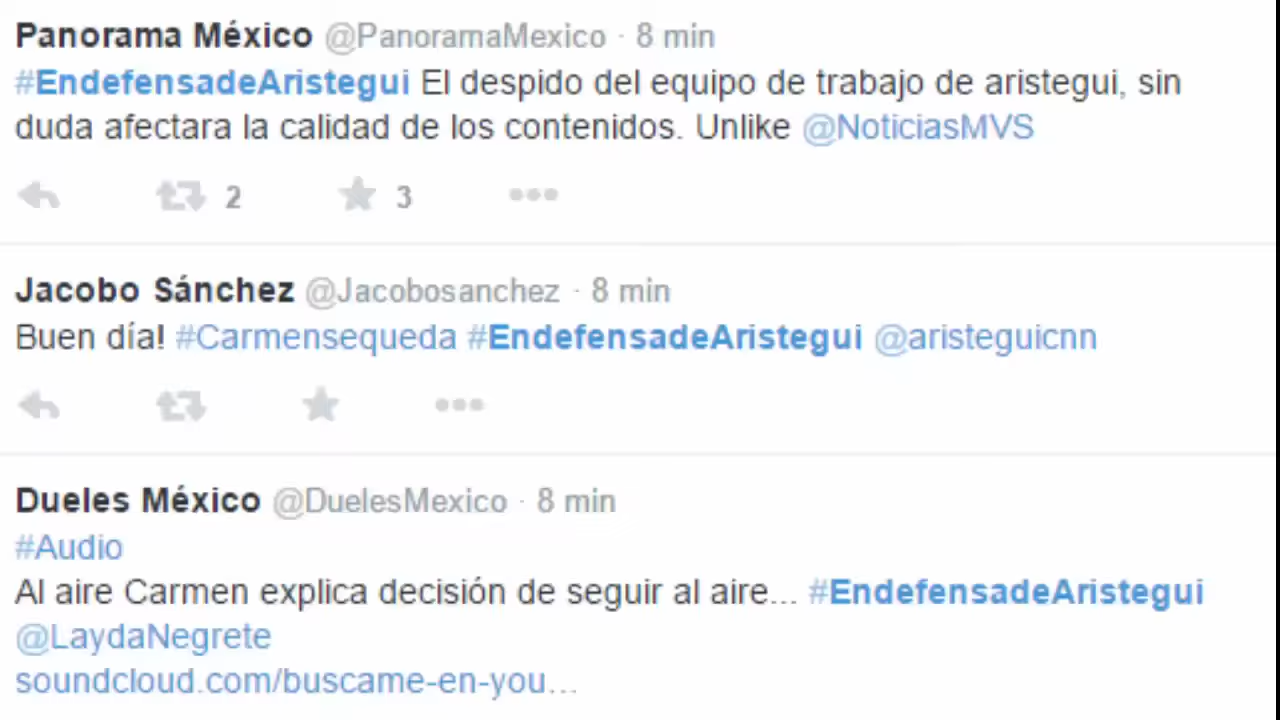 Panorama México @PanoramaMexico · 8 min
#EndefensadeAristegui El despido del equipo de trabajo de aristegui, sin
duda afectara la calidad de los contenidos. Unlike @NoticiasMVS
2 3
Jacobo Sánchez @Jacobosanchez · 8 min
Buen día! #Carmensequeda #EndefensadeAristegui @aristeguicnn
Dueles México @DuelesMexico · 8 min
#Audio
Al aire Carmen explica decisión de seguir al aire... #EndefensadeAristegui
@LaydaNegrete
soundcloud.com/buscame-en-you...